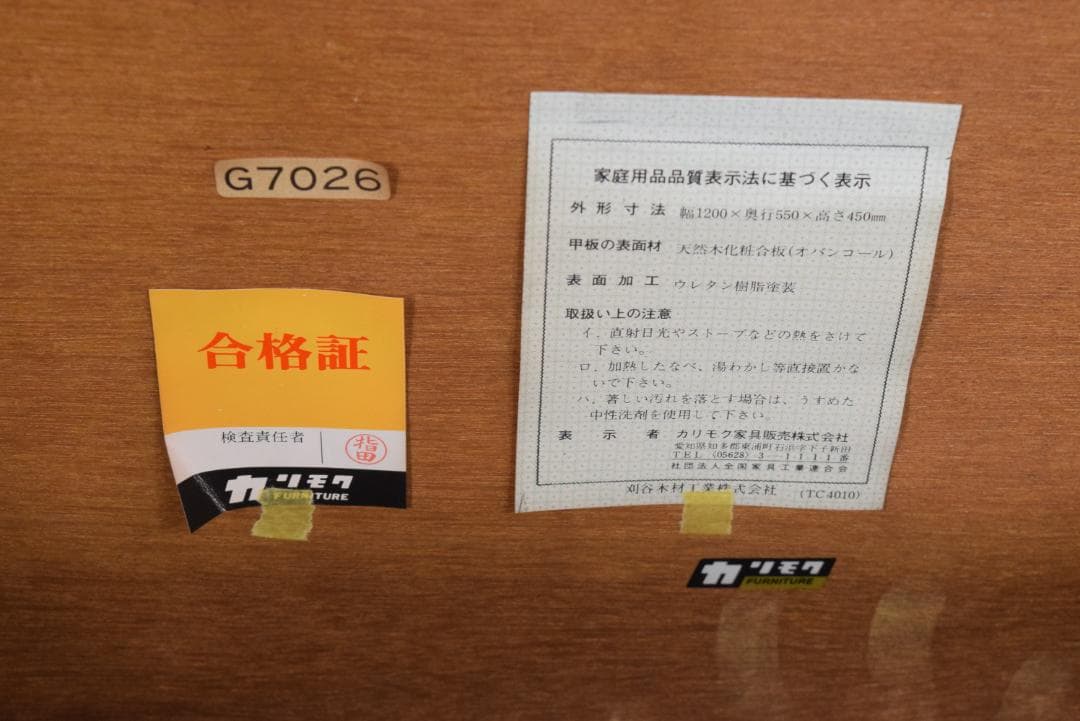 G7026
合格証
検査責任者
指田
カリモク
FURNITURE
家庭用品品質表示法に基づく表示
外形寸法 幅1200×奥行550×高さ450mm
甲板の表面材 天然木化粧合板(オバンコール)
表面加工 ウレタン樹脂塗装
取扱い上の注意
イ．直射日光やストーブなどの熱をさけて
下さい。
ロ．加熱したなべ、湯わかし等直接置かな
いで下さい。
ハ．著しい汚れを落とす場合は、うすめた
中性洗剤を使用して下さい。
表示者 カリモク家具販売株式会社
愛知県知多郡東浦町石浜字下子新田
TEL (05628) 3—1111番
社団法人全国家具工業連合会
刈谷木材工業株式会社 (TC4010)
カリモク
FURNITURE